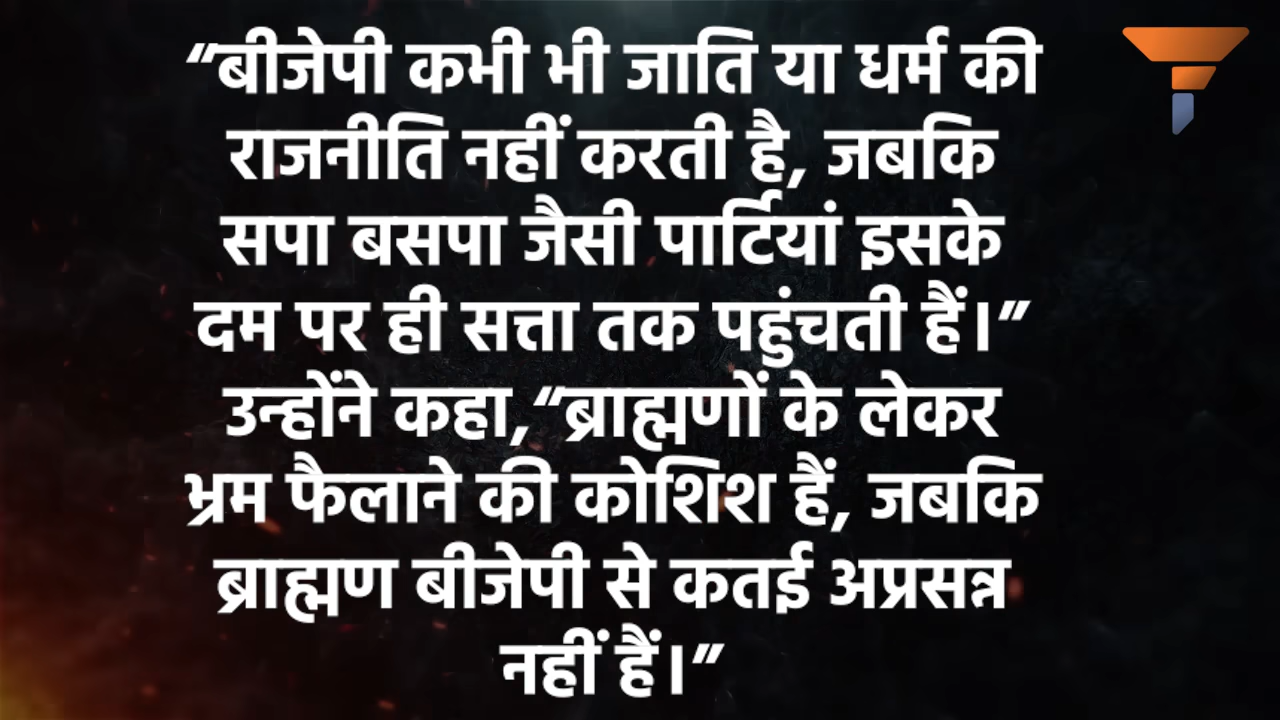 “बीजेपी कभी भी जाति या धर्म की
राजनीति नहीं करती है, जबकि
सपा बसपा जैसी पार्टियां इसके
दम पर ही सत्ता तक पहुंचती हैं।”
उन्होंने कहा,“ब्राह्मणों के लेकर
भ्रम फैलाने की कोशिश हैं, जबकि
ब्राह्मण बीजेपी से कतई अप्रसन्न
नहीं हैं।”